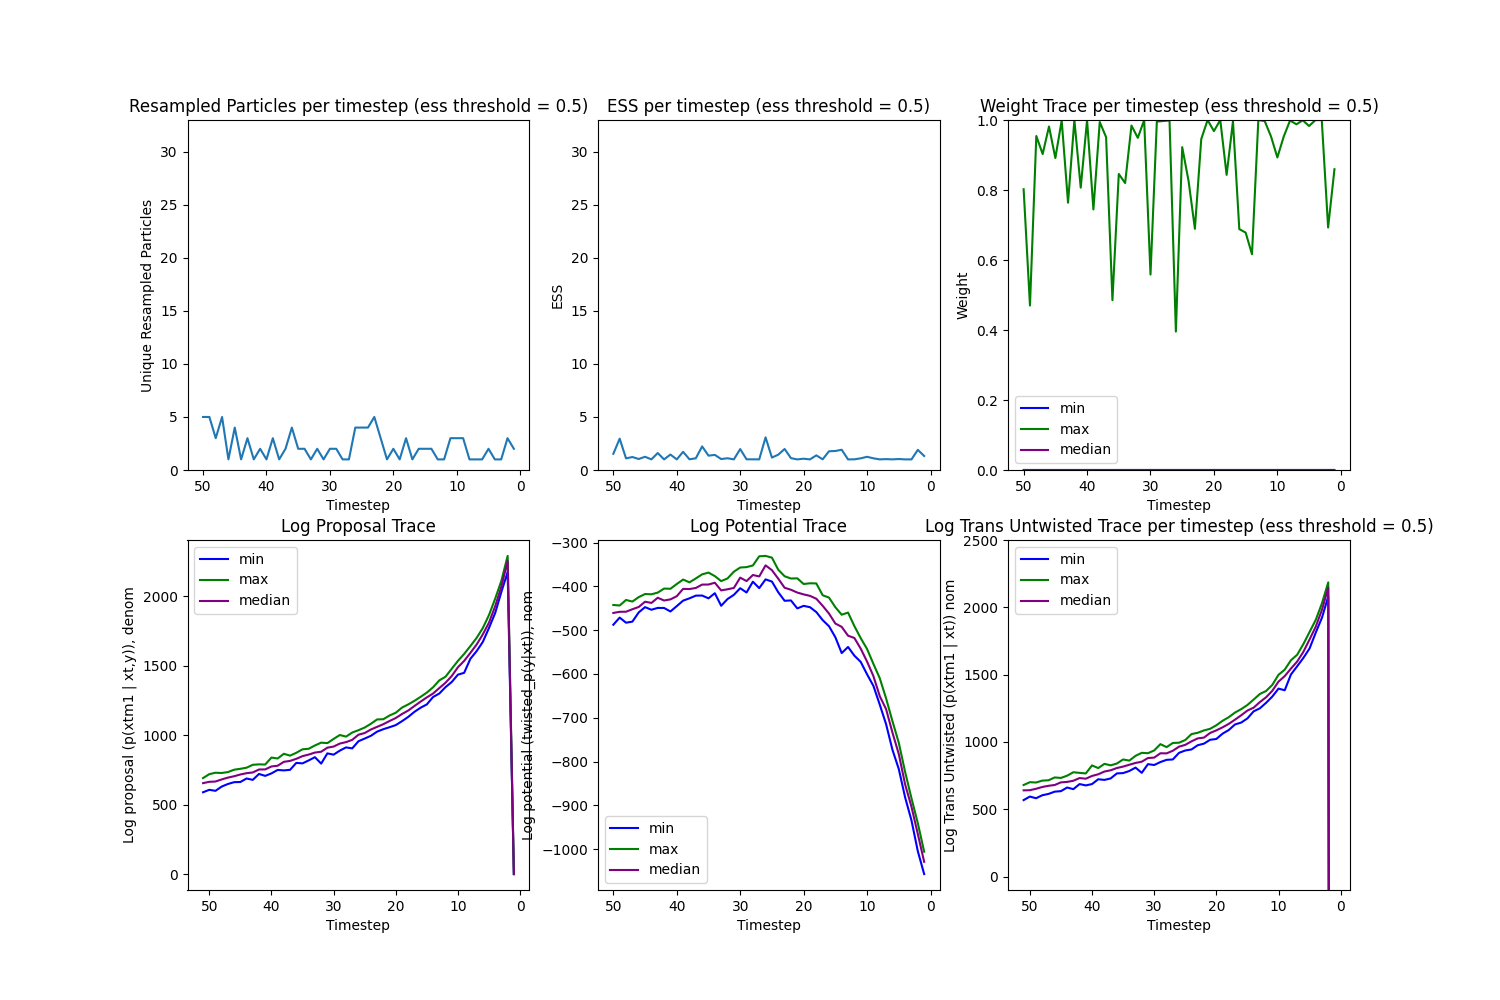 Resampled Particles per timestep (ess threshold = 0.5)
Unique Resampled Particles
30
25
20
15
10
5
0
50 40 30 20 10 0
Timestep
ESS per timestep (ess threshold = 0.5)
ESS
30
25
20
15
10
5
0
50 40 30 20 10 0
Timestep
Weight Trace per timestep (ess threshold = 0.5)
Weight
1.0
0.8
0.6
0.4
0.2
0.0
min
max
median
50 40 30 20 10 0
Timestep
Log Proposal Trace
Log proposal (p(xtm1 | xt,y)), denom
2000
1500
1000
500
0
min
max
median
50 40 30 20 10 0
Timestep
Log Potential Trace
Log potential (twisted_p(y|xt)), nom
−300
−400
−500
−600
−700
−800
−900
−1000
min
max
median
50 40 30 20 10 0
Timestep
Log Trans Untwisted Trace per timestep (ess threshold = 0.5)
Log Trans Untwisted (p(xtm1 | xt)) nom
2500
2000
1500
1000
500
0
min
max
median
50 40 30 20 10 0
Timestep